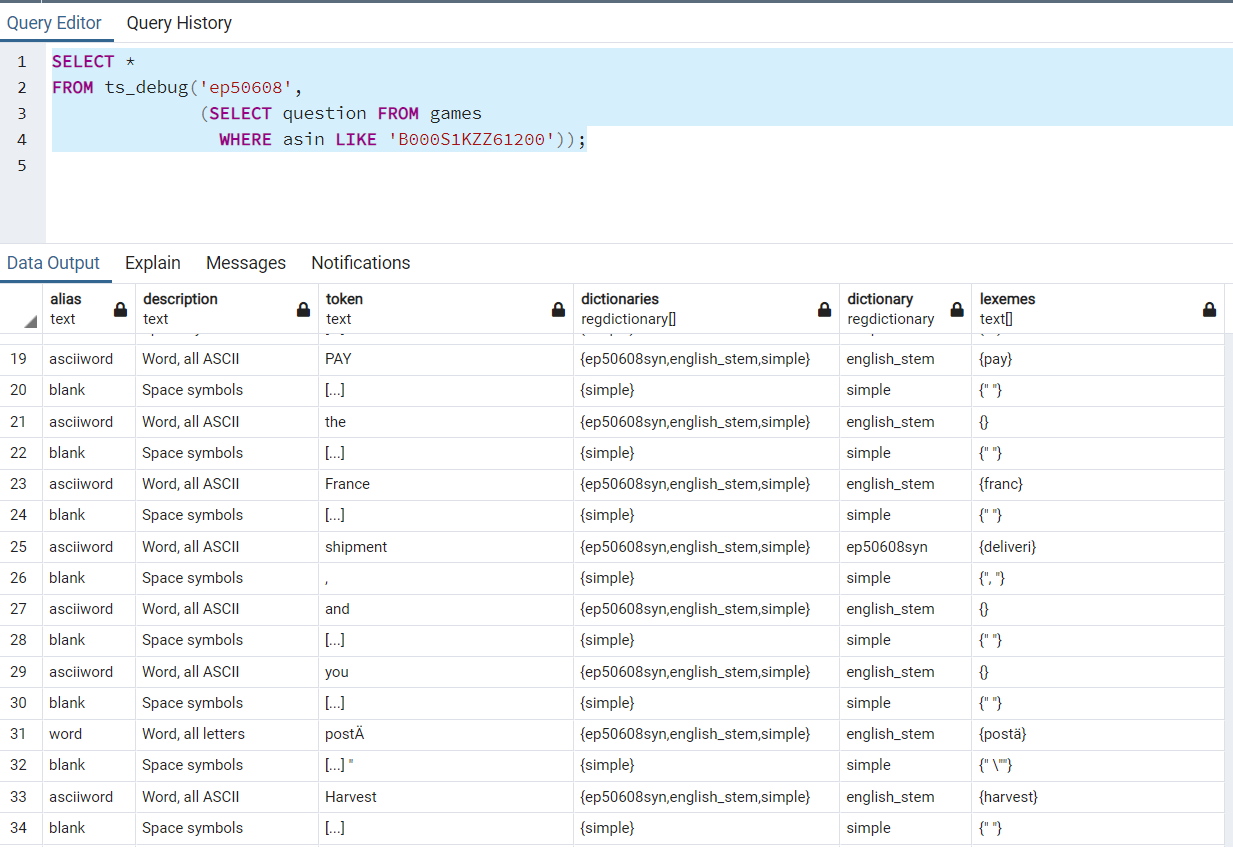 Query Editor Query History
1 SELECT *
2 FROM ts_debug('ep50608',
3 (SELECT question FROM games
4 WHERE asin LIKE 'B000S1KZZ61200'));
5
Data Output Explain Messages Notifications
alias description token dictionaries dictionary lexemes
text text text regdictionary[] regdictionary text[]
19 asciiword Word, all ASCII PAY {ep50608syn,english_stem,simple} english_stem {pay}
20 blank Space symbols [...] {simple} simple {" "}
21 asciiword Word, all ASCII the {ep50608syn,english_stem,simple} english_stem {}
22 blank Space symbols [...] {simple} simple {" "}
23 asciiword Word, all ASCII France {ep50608syn,english_stem,simple} english_stem {franc}
24 blank Space symbols [...] {simple} simple {" "}
25 asciiword Word, all ASCII shipment {ep50608syn,english_stem,simple} ep50608syn {deliveri}
26 blank Space symbols , {simple} simple {", "}
27 asciiword Word, all ASCII and {ep50608syn,english_stem,simple} english_stem {}
28 blank Space symbols [...] {simple} simple {" "}
29 asciiword Word, all ASCII you {ep50608syn,english_stem,simple} english_stem {}
30 blank Space symbols [...] {simple} simple {" "}
31 word Word, all letters postÄ {ep50608syn,english_stem,simple} english_stem {postä}
32 blank Space symbols [...] " {simple} simple {" \""}
33 asciiword Word, all ASCII Harvest {ep50608syn,english_stem,simple} english_stem {harvest}
34 blank Space symbols [...] {simple} simple {" "}